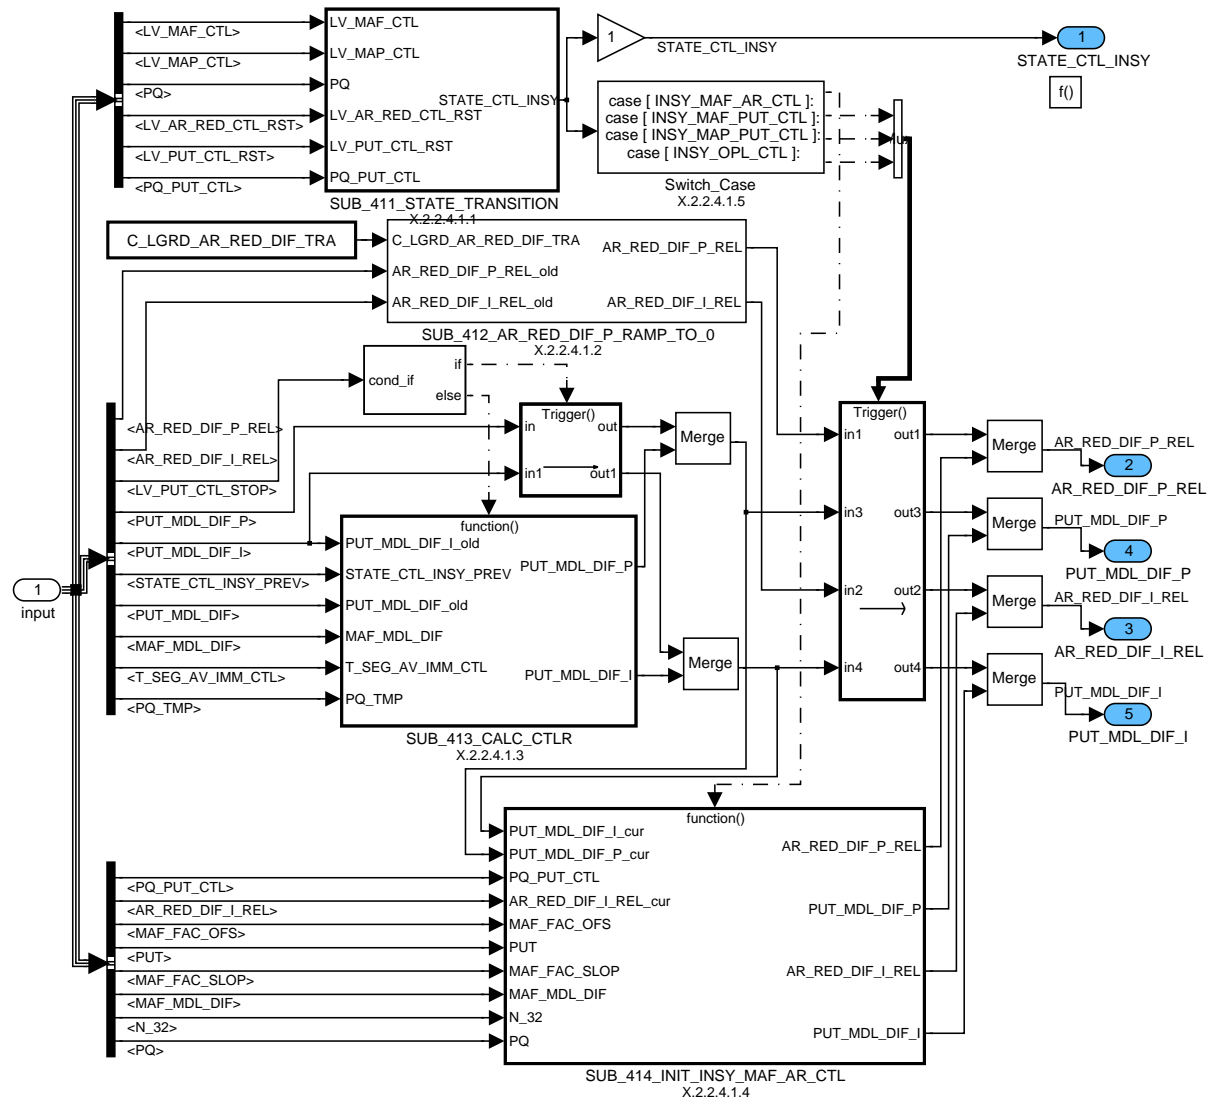 LV_MAF_CTL
<LV_MAF_CTL>
LV_MAP_CTL
<LV_MAP_CTL>
PQ
<PQ>
STATE_CTL_INSY
LV_AR_RED_CTL_RST
<LV_AR_RED_CTL_RST>
LV_PUT_CTL_RST
<LV_PUT_CTL_RST>
PQ_PUT_CTL
<PQ_PUT_CTL>
SUB_411_STATE_TRANSITION
X.2.2.4.1.1
1
STATE_CTL_INSY
1
STATE_CTL_INSY
f()
case [ INSY_MAF_AR_CTL ]:
case [ INSY_MAF_PUT_CTL ]:
case [ INSY_MAP_PUT_CTL ]:
case [ INSY_OPL_CTL ]:
Switch_Case
X.2.2.4.1.5
C_LGRD_AR_RED_DIF_TRA
C_LGRD_AR_RED_DIF_TRA
AR_RED_DIF_P_REL
AR_RED_DIF_P_REL_old
AR_RED_DIF_I_REL_old
AR_RED_DIF_I_REL
SUB_412_AR_RED_DIF_P_RAMP_TO_0
X.2.2.4.1.2
cond_if
if
else
Trigger()
in
out
in1
out1
Merge
Trigger()
in1
out1
in3
out3
in2
out2
in4
out4
Merge
AR_RED_DIF_P_REL
2
AR_RED_DIF_P_REL
Merge
PUT_MDL_DIF_P
4
PUT_MDL_DIF_P
Merge
AR_RED_DIF_I_REL
3
AR_RED_DIF_I_REL
Merge
PUT_MDL_DIF_I
5
PUT_MDL_DIF_I
1
input
<AR_RED_DIF_P_REL>
<AR_RED_DIF_I_REL>
<LV_PUT_CTL_STOP>
<PUT_MDL_DIF_P>
<PUT_MDL_DIF_I>
<STATE_CTL_INSY_PREV>
<PUT_MDL_DIF>
<MAF_MDL_DIF>
<T_SEG_AV_IMM_CTL>
<PQ_TMP>
function()
PUT_MDL_DIF_I_old
STATE_CTL_INSY_PREV
PUT_MDL_DIF_P
PUT_MDL_DIF_old
MAF_MDL_DIF
T_SEG_AV_IMM_CTL
PUT_MDL_DIF_I
PQ_TMP
Merge
SUB_413_CALC_CTLR
X.2.2.4.1.3
function()
PUT_MDL_DIF_I_cur
PUT_MDL_DIF_P_cur
PQ_PUT_CTL
AR_RED_DIF_I_REL_cur
MAF_FAC_OFS
PUT
MAF_FAC_SLOP
MAF_MDL_DIF
N_32
PQ
AR_RED_DIF_P_REL
PUT_MDL_DIF_P
AR_RED_DIF_I_REL
PUT_MDL_DIF_I
<PQ_PUT_CTL>
<AR_RED_DIF_I_REL>
<MAF_FAC_OFS>
<PUT>
<MAF_FAC_SLOP>
<MAF_MDL_DIF>
<N_32>
<PQ>
SUB_414_INIT_INSY_MAF_AR_CTL
X.2.2.4.1.4